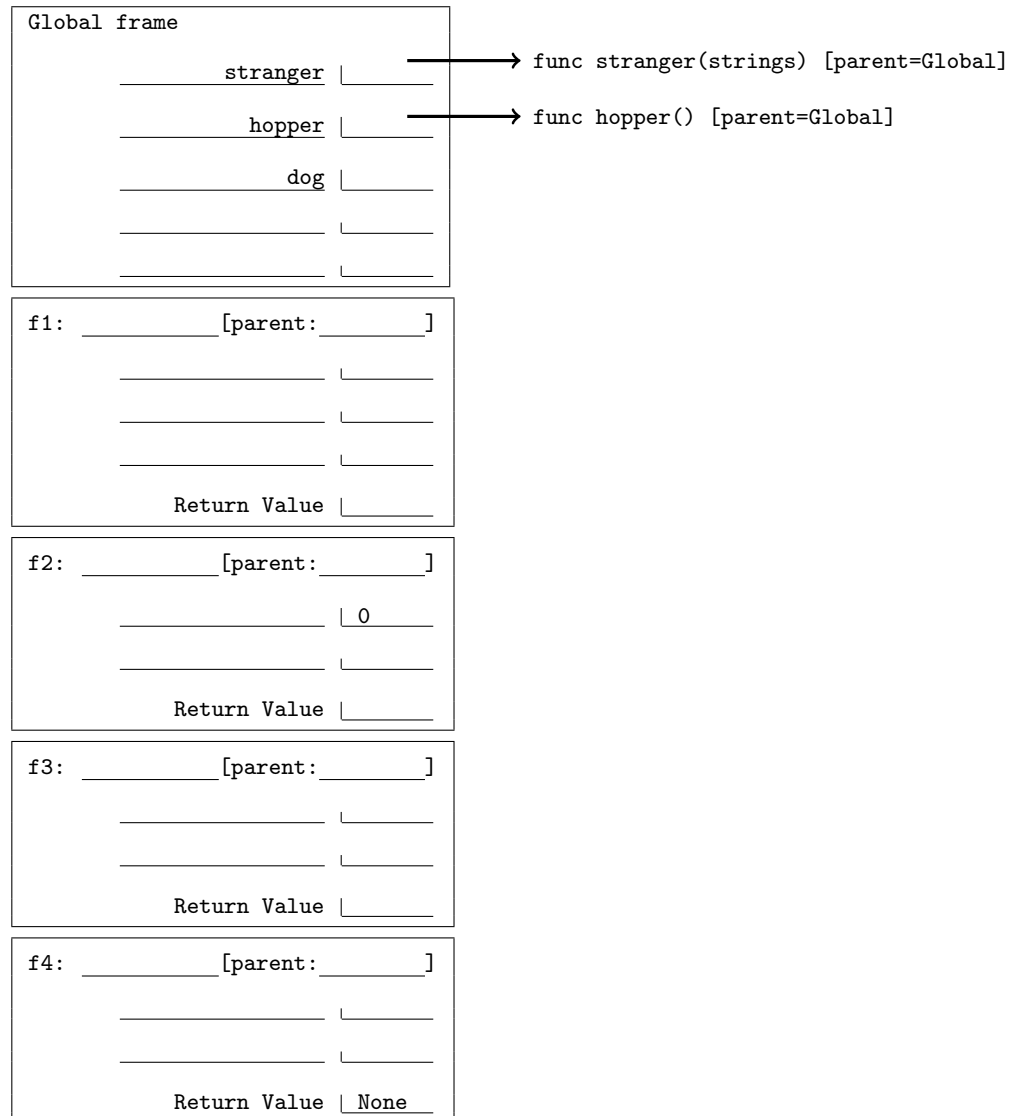 Global frame
stranger
func stranger(strings) [parent=Global]
hopper
func hopper() [parent=Global]
dog
f1: [parent: ]
Return Value
f2: [parent: ]
0
Return Value
f3: [parent: ]
Return Value
f4: [parent: ]
Return Value None